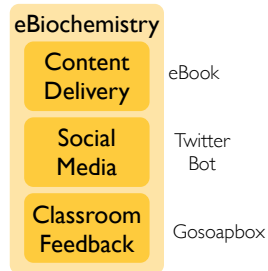 eBiochemistry
Content
Delivery
eBook
Social
Media
Twitter
Bot
Classroom
Feedback
Gosoapbox